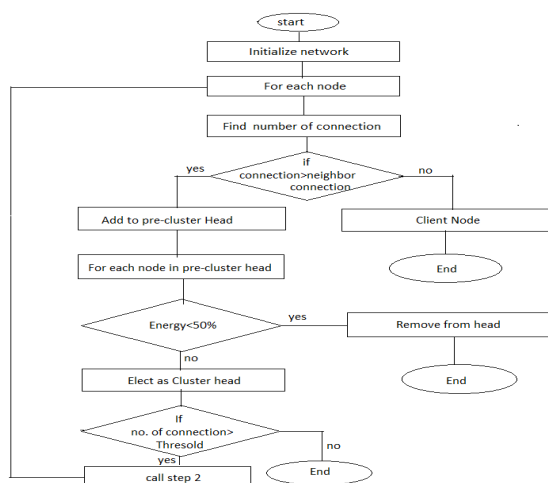 start
Initialize network
For each node
Find number of connection
if
connection>neighbor
connection
yes
no
Add to pre-cluster Head
Client Node
End
For each node in pre-cluster head
Energy<50%
yes
Remove from head
End
no
Elect as Cluster head
If
no. of connection>
Thresold
no
yes
End
call step 2